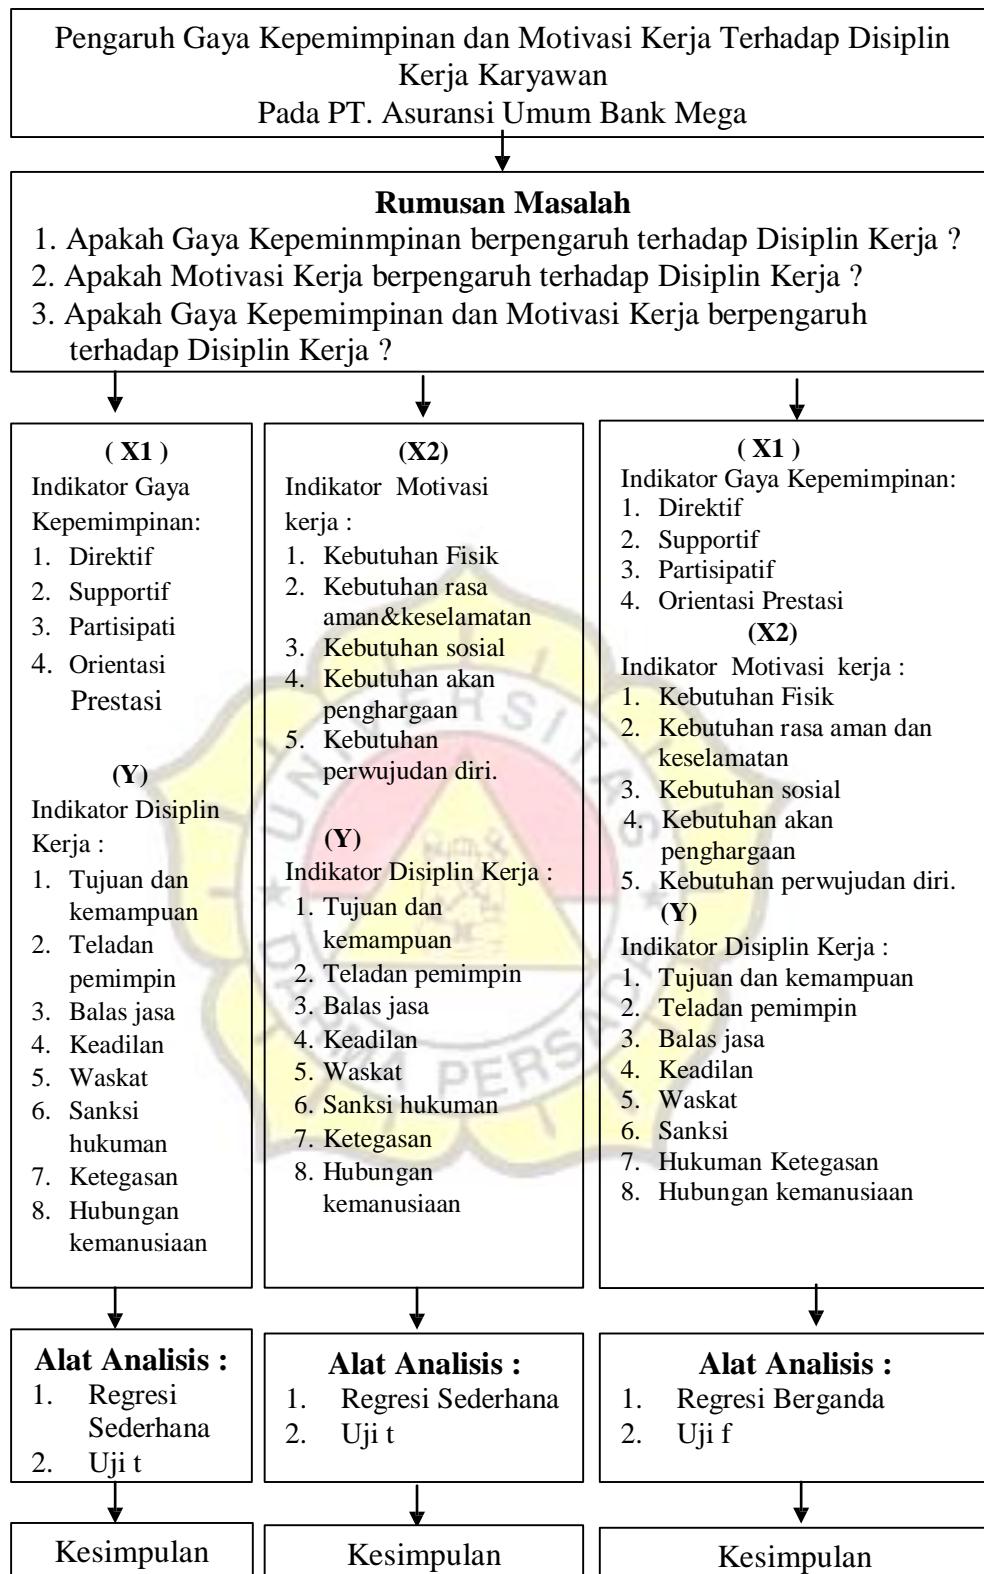 Pengaruh Gaya Kepemimpinan dan Motivasi Kerja Terhadap Disiplin
Kerja Karyawan
Pada PT. Asuransi Umum Bank Mega
Rumusan Masalah
1. Apakah Gaya Kepeminmpinan berpengaruh terhadap Disiplin Kerja ?
2. Apakah Motivasi Kerja berpengaruh terhadap Disiplin Kerja ?
3. Apakah Gaya Kepemimpinan dan Motivasi Kerja berpengaruh
terhadap Disiplin Kerja ?
( X1 )
Indikator Gaya
Kepemimpinan:
1. Direktif
2. Supportif
3. Partisipati
4. Orientasi
Prestasi
(Y)
Indikator Disiplin
Kerja :
1. Tujuan dan
kemampuan
2. Teladan
pemimpin
3. Balas jasa
4. Keadilan
5. Waskat
6. Sanksi
hukuman
7. Ketegasan
8. Hubungan
kemanusiaan
(X2)
Indikator Motivasi
kerja :
1. Kebutuhan Fisik
2. Kebutuhan rasa
aman&keselamatan
3. Kebutuhan sosial
4. Kebutuhan akan
penghargaan
5. Kebutuhan
perwujudan diri.
(Y)
Indikator Disiplin Kerja :
1. Tujuan dan
kemampuan
2. Teladan pemimpin
3. Balas jasa
4. Keadilan
5. Waskat
6. Sanksi hukuman
7. Ketegasan
8. Hubungan
kemanusiaan
( X1 )
Indikator Gaya Kepemimpinan:
1. Direktif
2. Supportif
3. Partisipatif
4. Orientasi Prestasi
(X2)
Indikator Motivasi kerja :
1. Kebutuhan Fisik
2. Kebutuhan rasa aman dan
keselamatan
3. Kebutuhan sosial
4. Kebutuhan akan
penghargaan
5. Kebutuhan perwujudan diri.
(Y)
Indikator Disiplin Kerja :
1. Tujuan dan kemampuan
2. Teladan pemimpin
3. Balas jasa
4. Keadilan
5. Waskat
6. Sanksi
7. Hukuman Ketegasan
8. Hubungan kemanusiaan
Alat Analisis :
1. Regresi
Sederhana
2. Uji t
Alat Analisis :
1. Regresi Sederhana
2. Uji t
Alat Analisis :
1. Regresi Berganda
2. Uji f
Kesimpulan
Kesimpulan
Kesimpulan
UNIVERSITAS
DARMA PERSADA